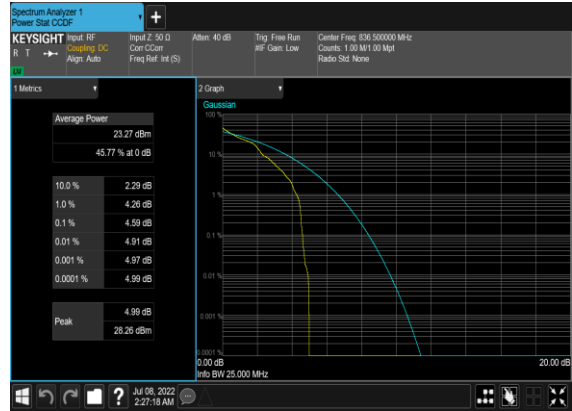 Spectrum Analyzer 1
Power Stat CCDF
KEYSIGHT
R T
LXI
Input: RF
Coupling: DC
Align: Auto
Input Z: 50 Ω
Corr CCorr
Freq Ref: Int (S)
Atten: 40 dB
Trig: Free Run
#IF Gain: Low
Center Freq: 836.500000 MHz
Counts: 1.00 M/1.00 Mpt
Radio Std: None
1 Metrics
Average Power
23.27 dBm
45.77 % at 0 dB
10.0 % 2.29 dB
1.0 % 4.26 dB
0.1 % 4.59 dB
0.01 % 4.91 dB
0.001 % 4.97 dB
0.0001 % 4.99 dB
Peak 4.99 dB
28.26 dBm
2 Graph
Gaussian
100 %
10 %
1 %
0.1 %
0.01 %
0.001 %
0.0001 %
0.00 dB 20.00 dB
Info BW 25.000 MHz
? Jul 08, 2022
2:27:18 AM